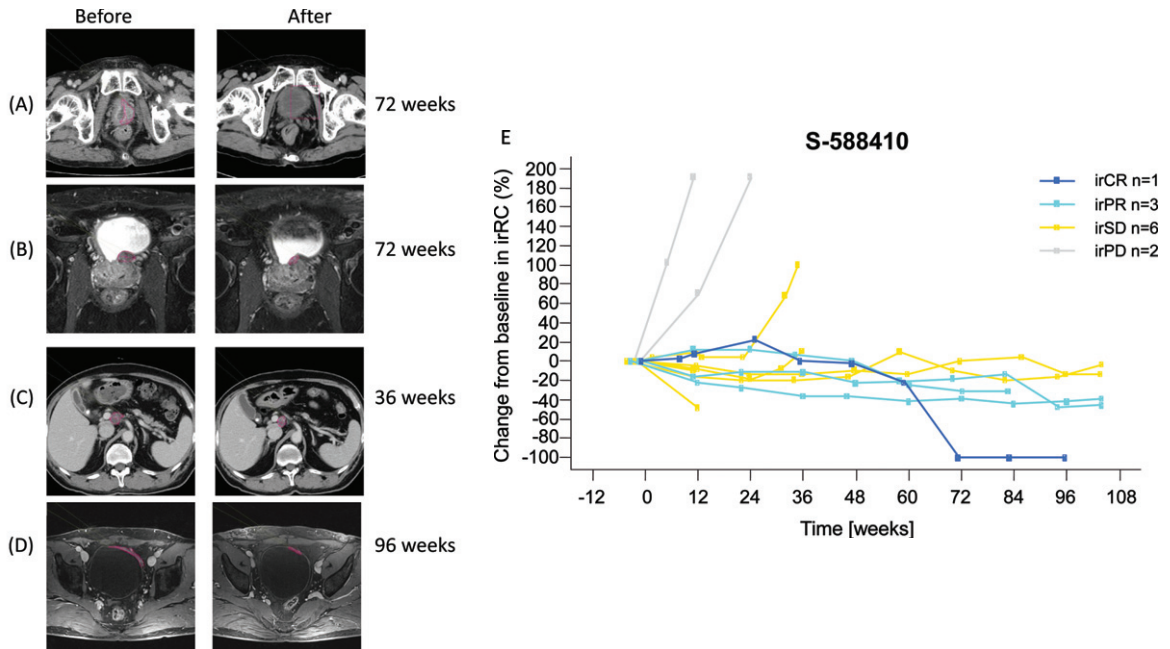 Before After
(A) 72 weeks
(B) 72 weeks
(C) 36 weeks
(D) 96 weeks
E S-588410
Change from baseline in irRC (%)
200
180
160
140
120
100
80
60
40
20
0
-20
-40
-60
-80
-100
-12 0 12 24 36 48 60 72 84 96 108
Time [weeks]
irCR n=1
irPR n=3
irSD n=6
irPD n=2